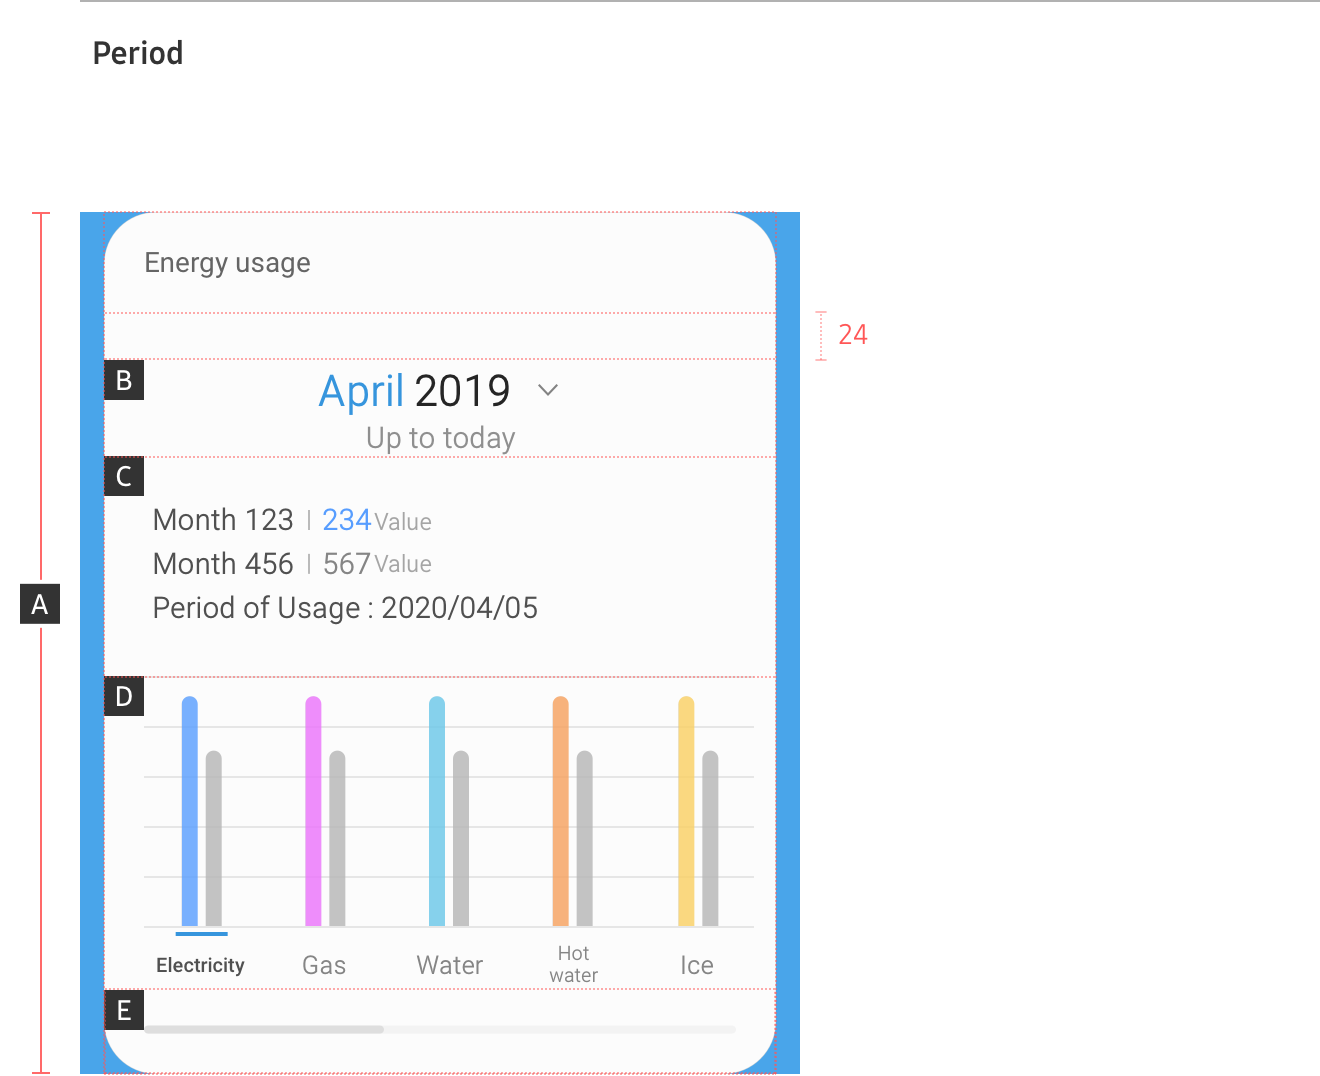 Period
Energy usage
24
B
April 2019
Up to today
C
Month 123 | 234 Value
Month 456 | 567 Value
A
Period of Usage : 2020/04/05
D
Electricity Gas Water Hot water Ice
E